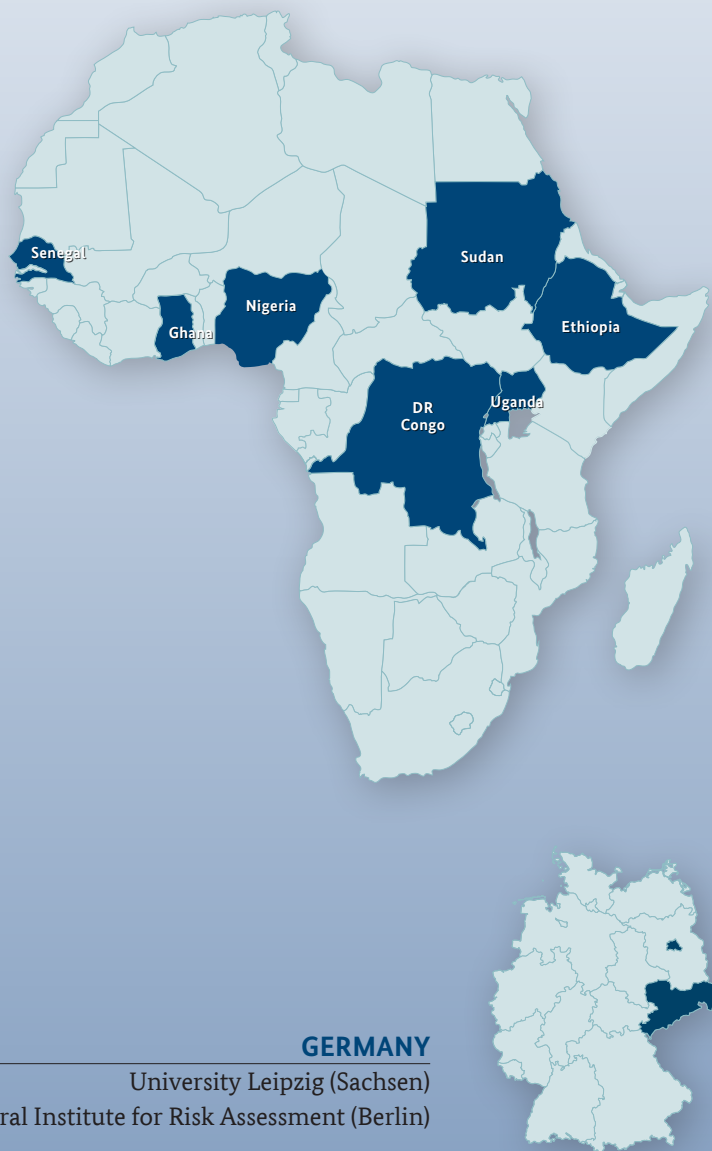 Senegal
Sudan
Nigeria
Ethiopia
Ghana
Uganda
DR
Congo
GERMANY
University Leipzig (Sachsen)
ral Institute for Risk Assessment (Berlin)